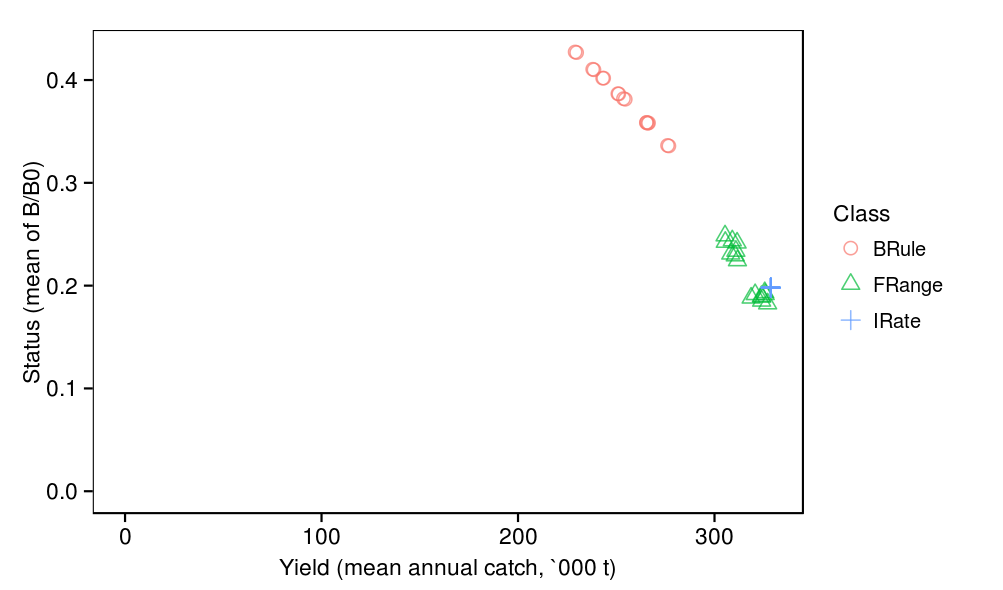 Status (mean of B/B0)
0.4
0.3
0.2
0.1
0.0
0
100
200
300
Yield (mean annual catch, `000 t)
Class
BRule
FRange
IRate